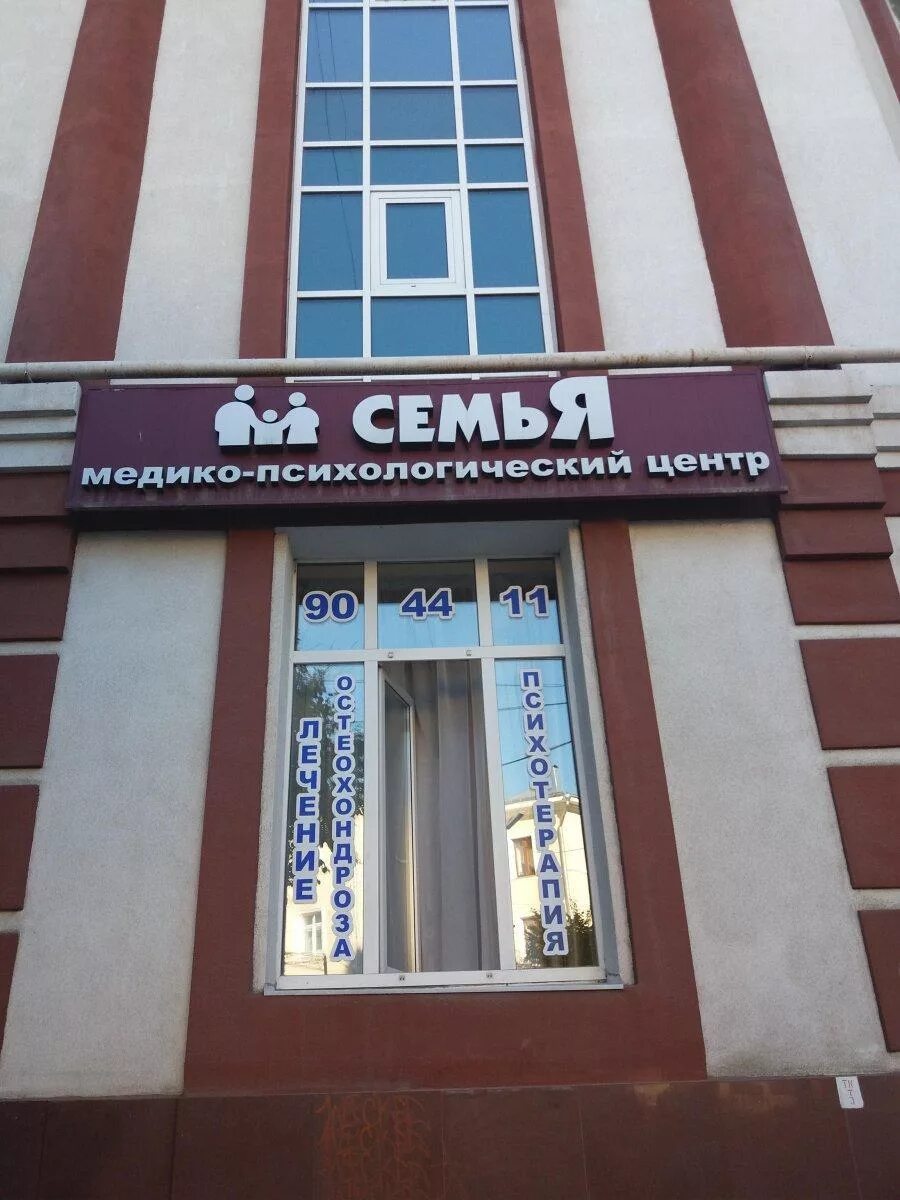 СЕМЬЯ
медико-психологический центр
90 44 11
ЛЕЧЕНИЕ
ОСТЕОХОНДРОЗА
ПСИХОТЕРАПИЯ